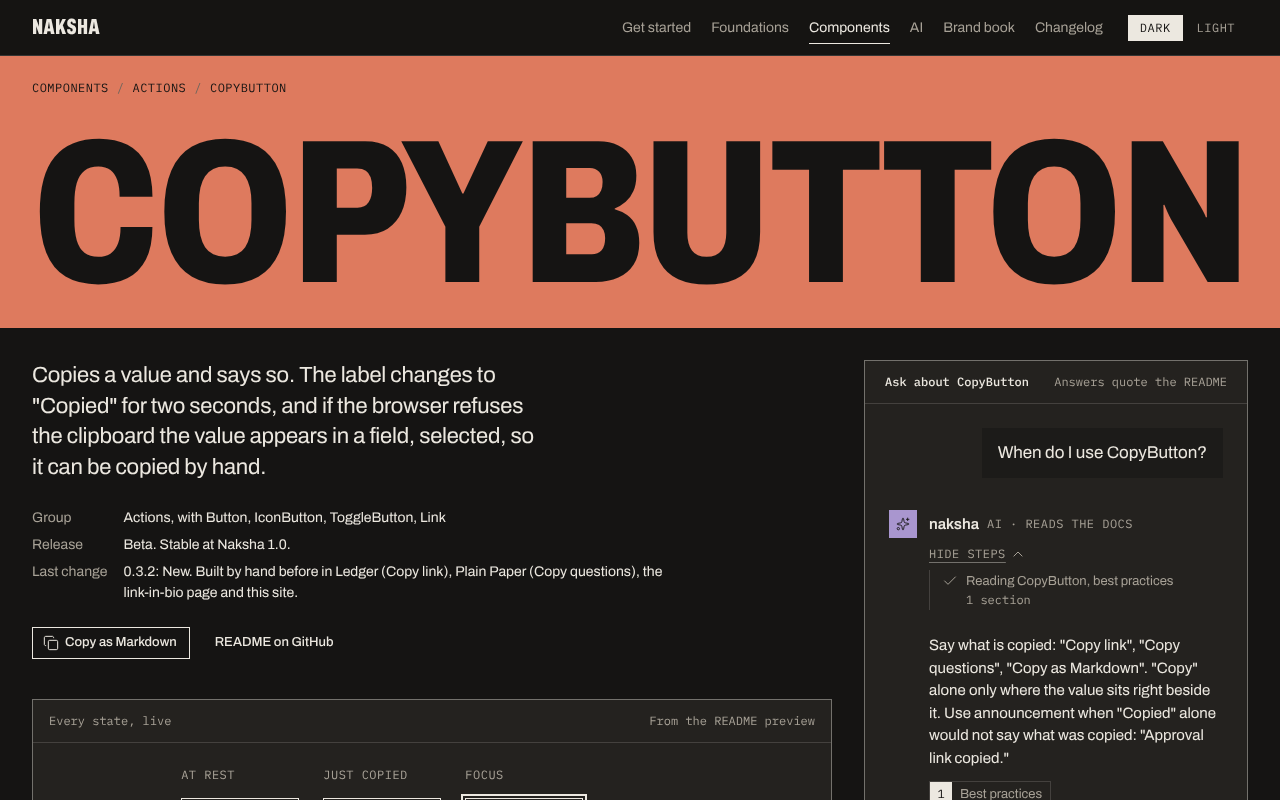 NAKSHA
Get started
Foundations
Components
AI
Brand book
Changelog
DARK
LIGHT
COMPONENTS / ACTIONS / COPYBUTTON
COPYBUTTON
Copies a value and says so. The label changes to
"Copied" for two seconds, and if the browser refuses
the clipboard the value appears in a field, selected, so
it can be copied by hand.
Group Actions, with Button, IconButton, ToggleButton, Link
Release Beta. Stable at Naksha 1.0.
Last change 0.3.2: New. Built by hand before in Ledger (Copy link), Plain Paper (Copy questions), the
link-in-bio page and this site.
Copy as Markdown
README on GitHub
Every state, live
From the README preview
AT REST
JUST COPIED
FOCUS
Ask about CopyButton
Answers quote the README
When do I use CopyButton?
naksha AI · READS THE DOCS
HIDE STEPS
Reading CopyButton, best practices
1 section
Say what is copied: "Copy link", "Copy
questions", "Copy as Markdown". "Copy"
alone only where the value sits right beside
it. Use announcement when "Copied" alone
would not say what was copied: "Approval
link copied."
1 Best practices